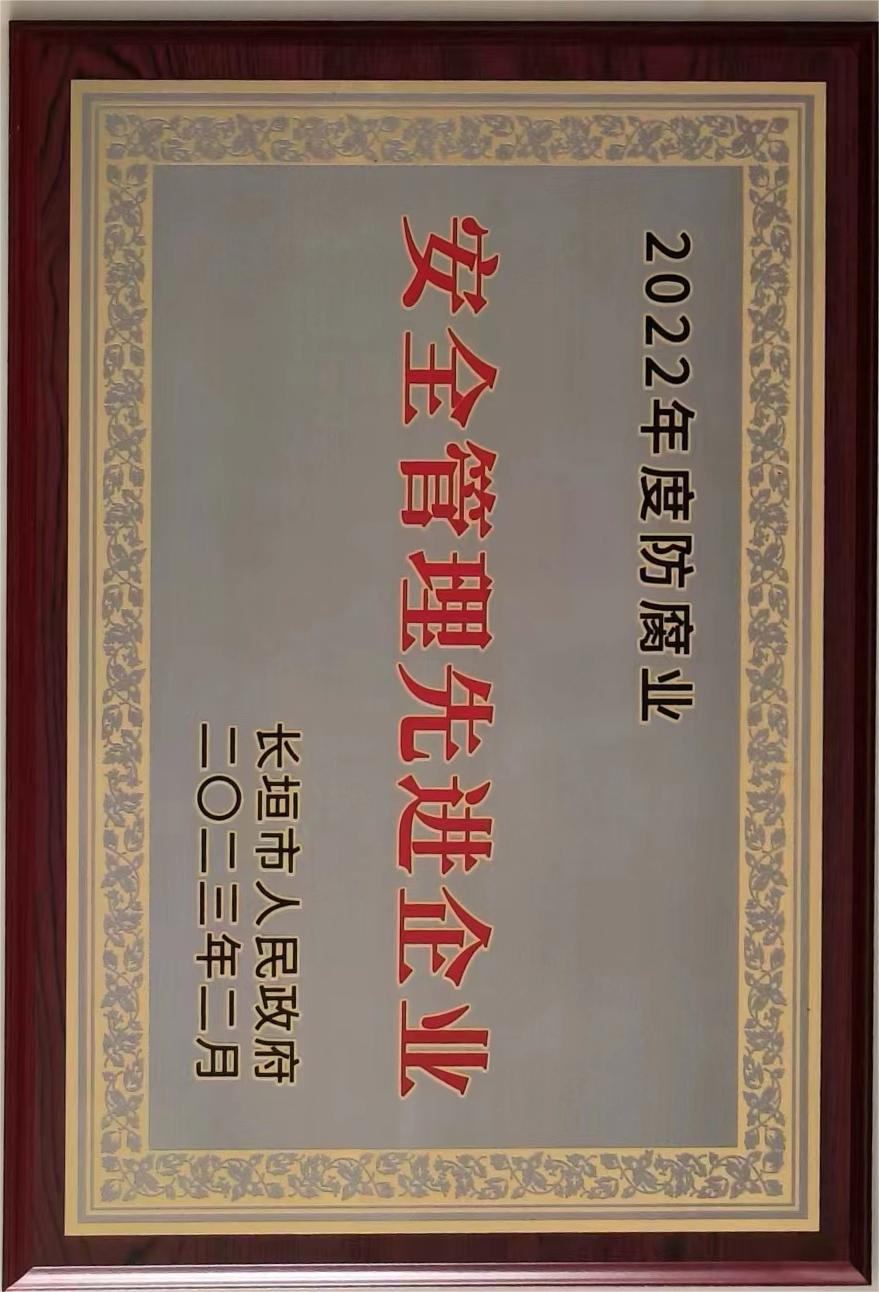 2022年度防腐业
安全管理先进企业
长垣市人民政府
二〇二三年二月